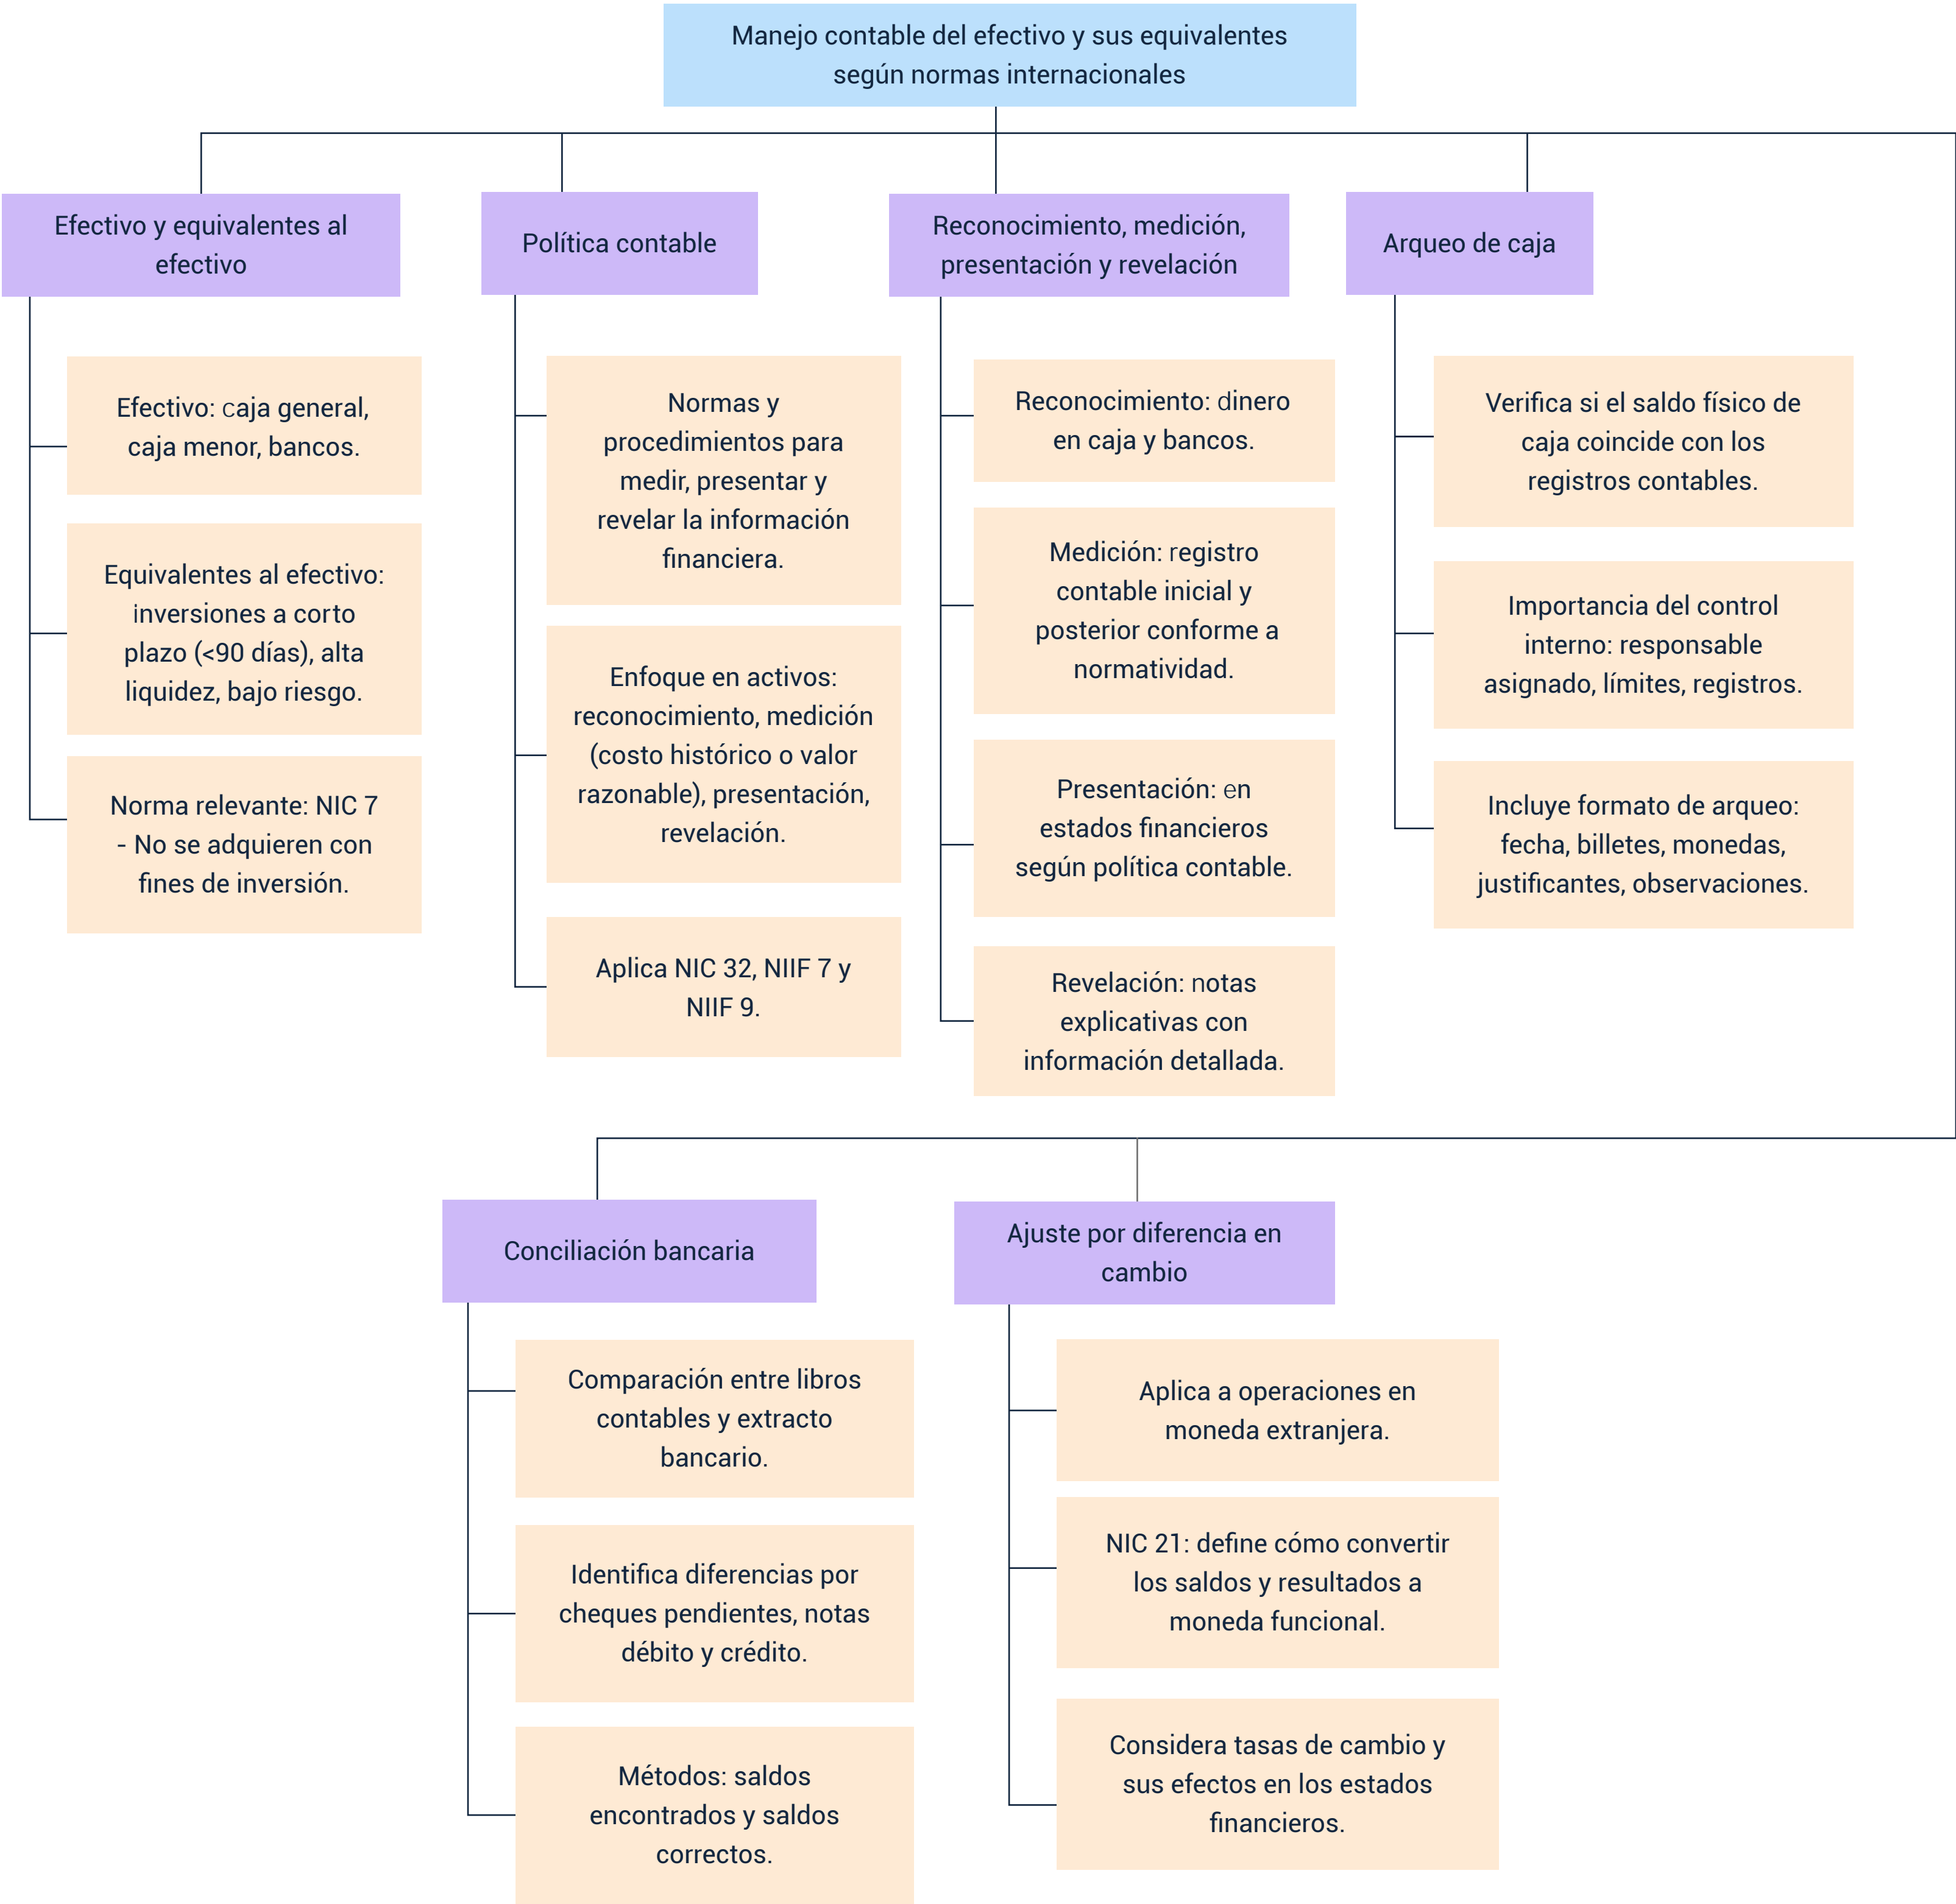 Manejo contable del efectivo y sus equivalentes
según normas internacionales
Efectivo y equivalentes al
efectivo
Efectivo: caja general,
caja menor, bancos.
Equivalentes al efectivo:
inversiones a corto
plazo (<90 días), alta
liquidez, bajo riesgo.
Norma relevante: NIC 7
- No se adquieren con
fines de inversión.
Política contable
Normas y
procedimientos para
medir, presentar y
revelar la información
financiera.
Enfoque en activos:
reconocimiento, medición
(costo histórico o valor
razonable), presentación,
revelación.
Aplica NIC 32, NIIF 7 y
NIIF 9.
Reconocimiento, medición,
presentación y revelación
Reconocimiento: dinero
en caja y bancos.
Medición: registro
contable inicial y
posterior conforme a
normatividad.
Presentación: en
estados financieros
según política contable.
Revelación: notas
explicativas con
información detallada.
Arqueo de caja
Verifica si el saldo físico de
caja coincide con los
registros contables.
Importancia del control
interno: responsable
asignado, límites, registros.
Incluye formato de arqueo:
fecha, billetes, monedas,
justificantes, observaciones.
Conciliación bancaria
Comparación entre libros
contables y extracto
bancario.
Identifica diferencias por
cheques pendientes, notas
débito y crédito.
Métodos: saldos
encontrados y saldos
correctos.
Ajuste por diferencia en
cambio
Aplica a operaciones en
moneda extranjera.
NIC 21: define cómo convertir
los saldos y resultados a
moneda funcional.
Considera tasas de cambio y
sus efectos en los estados
financieros.